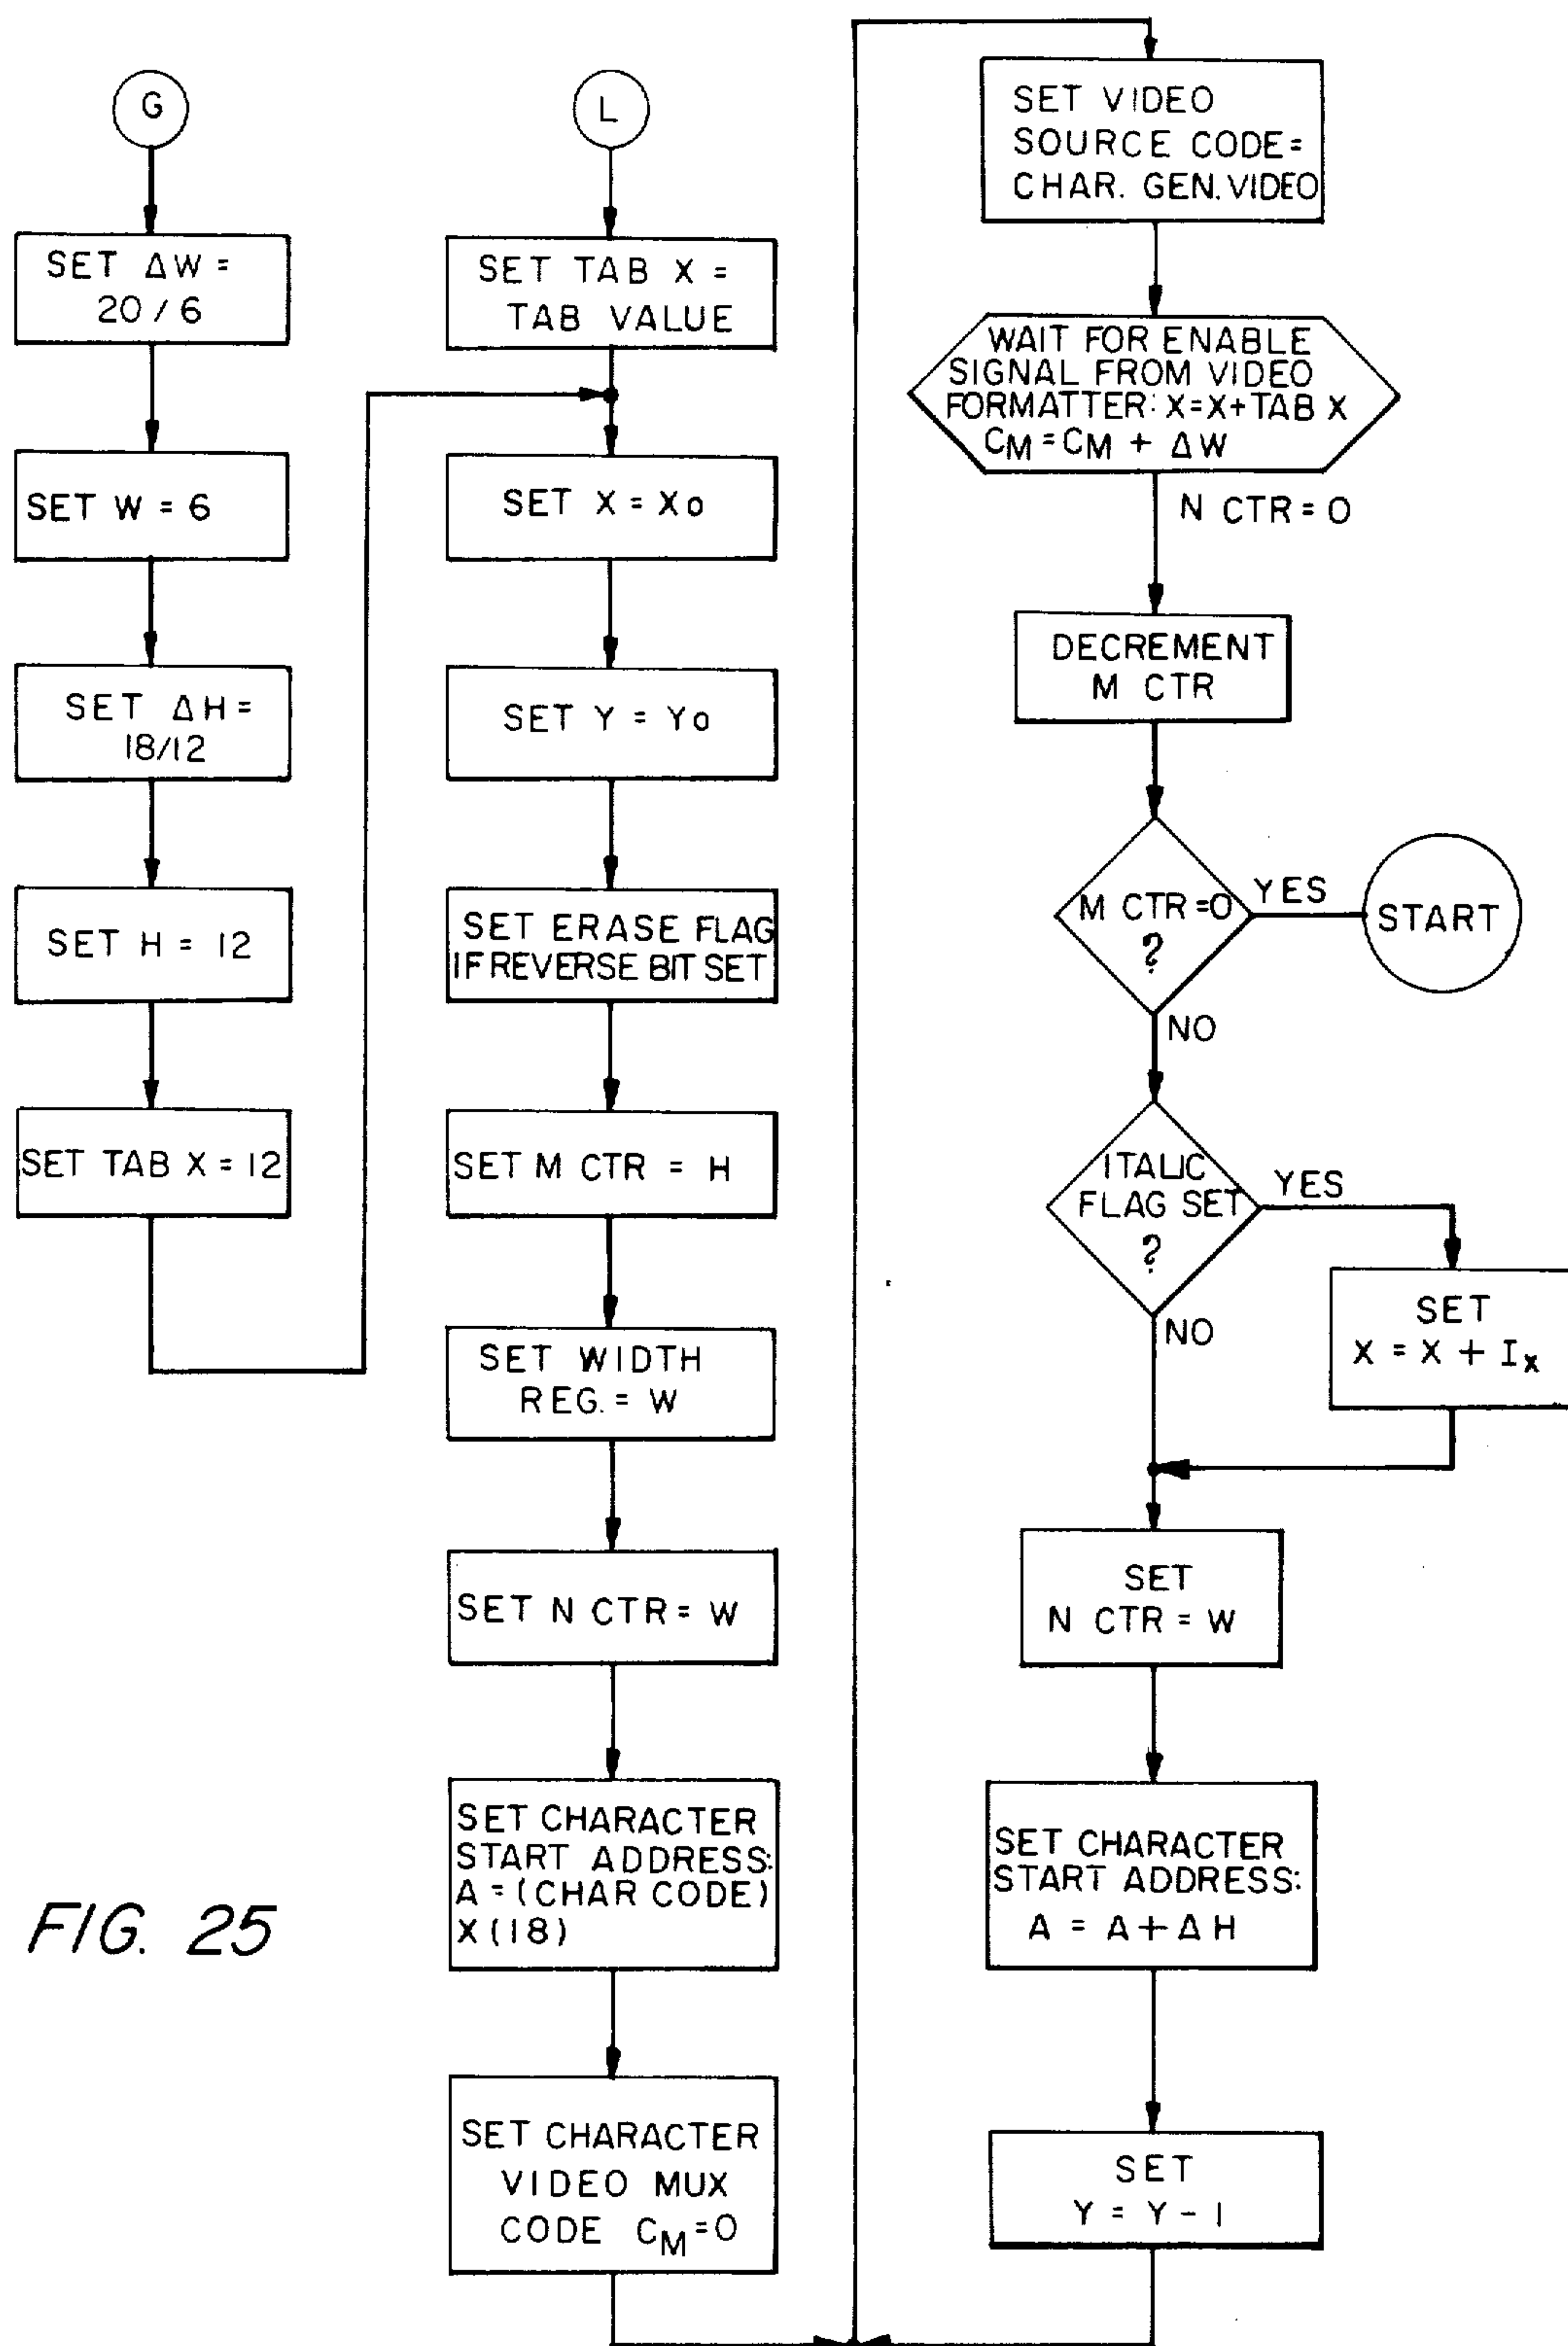 G
SET ΔW =
20 / 6
SET W = 6
SET ΔH =
18/12
SET H = 12
SET TAB X = 12
L
SET TAB X =
TAB VALUE
SET X = Xo
SET Y = Yo
SET ERASE FLAG
IF REVERSE BIT SET
SET M CTR = H
SET WIDTH
REG. = W
SET N CTR = W
SET CHARACTER
START ADDRESS:
A = (CHAR CODE)
X (18)
SET CHARACTER
VIDEO MUX
CODE CM=0
SET VIDEO
SOURCE CODE=
CHAR. GEN. VIDEO
WAIT FOR ENABLE
SIGNAL FROM VIDEO
FORMATTER: X=X+TAB X
CM=CM + ΔW
N CTR = 0
DECREMENT
M CTR
M CTR=0
?
YES
START
NO
ITALIC
FLAG SET
?
YES
SET
X = X + Ix
NO
SET
N CTR = W
SET CHARACTER
START ADDRESS:
A = A + Δ H
SET
Y = Y - 1
FIG. 25